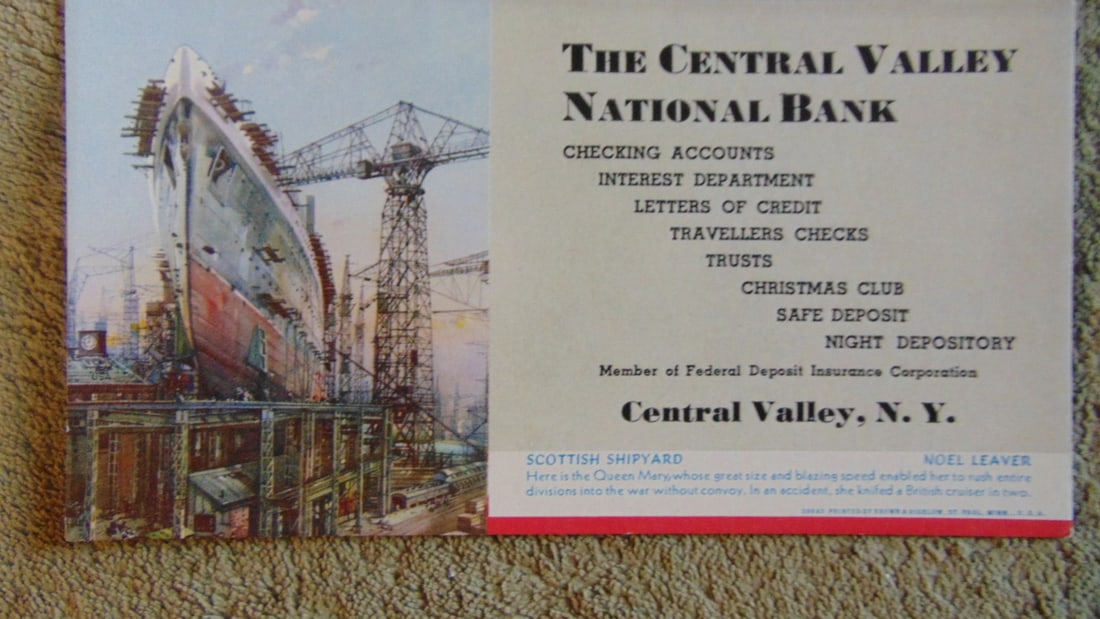 THE CENTRAL VALLEY
NATIONAL BANK
CHECKING ACCOUNTS
INTEREST DEPARTMENT
LETTERS OF CREDIT
TRAVELLERS CHECKS
TRUSTS
CHRISTMAS CLUB
SAFE DEPOSIT
NIGHT DEPOSITORY
Member of Federal Deposit Insurance Corporation
Central Valley, N. Y.
SCOTTISH SHIPYARD NOEL LEAVER
Here is the Queen Mary, whose great size and blazing speed enabled her to rush entire
divisions into the war without convoy. In an accident, she knifed a British cruiser in two.
PRINTED BY BROWN & BIGELOW, ST. PAUL, MINN., U.S.A.